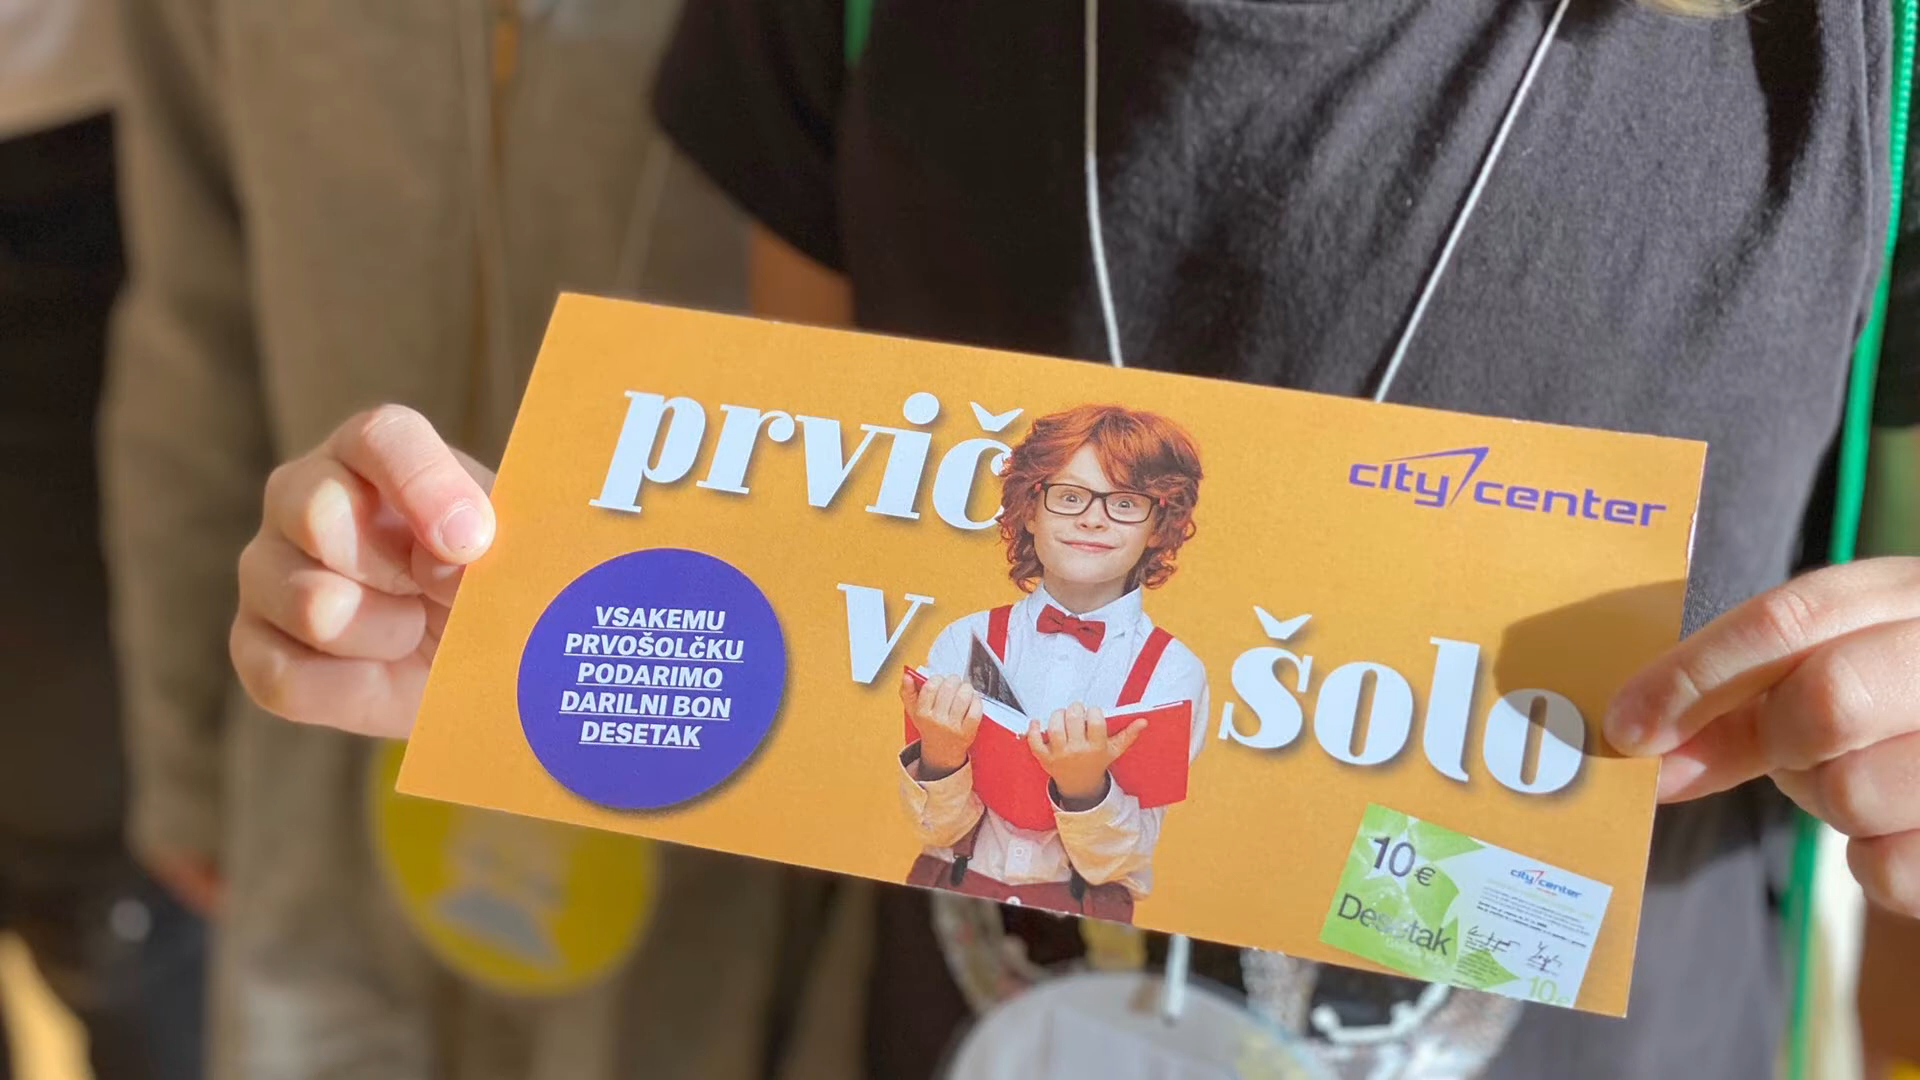 prvič
v šolo
city center
VSAKEMU
PRVOŠOLČKU
PODARIMO
DARILNI BON
DESETAK
10€
Desetak
city center
10€